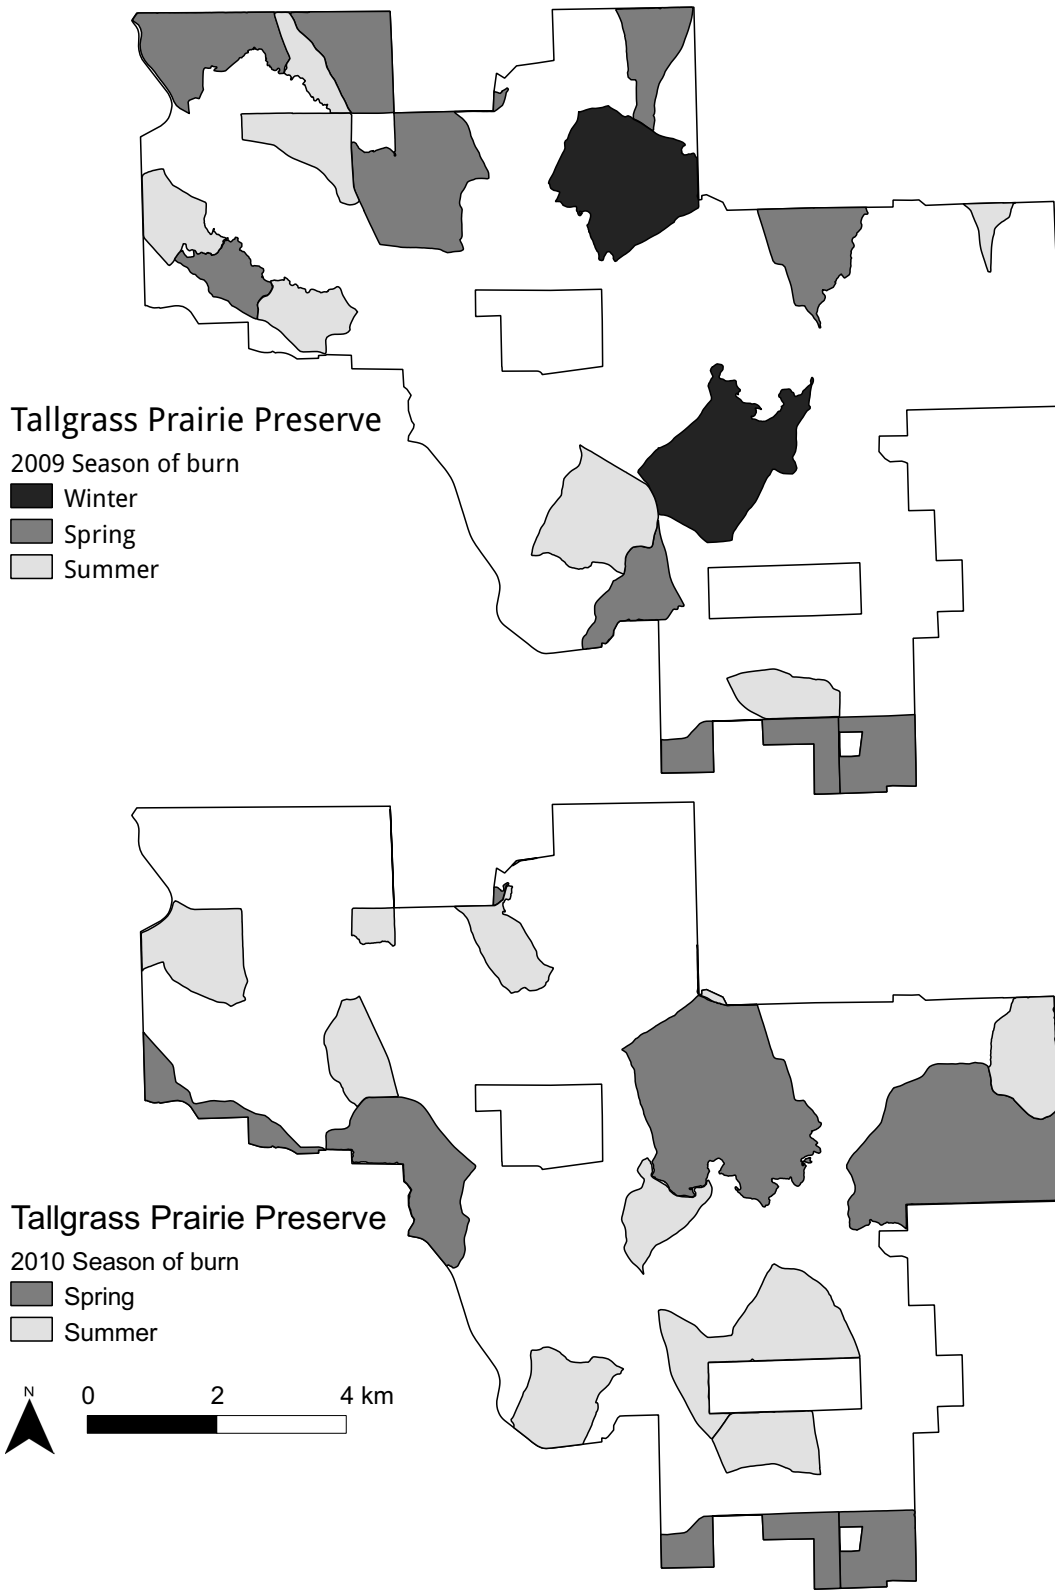 Tallgrass Prairie Preserve
2009 Season of burn
Winter
Spring
Summer
Tallgrass Prairie Preserve
2010 Season of burn
Spring
Summer
N
0 2 4 km